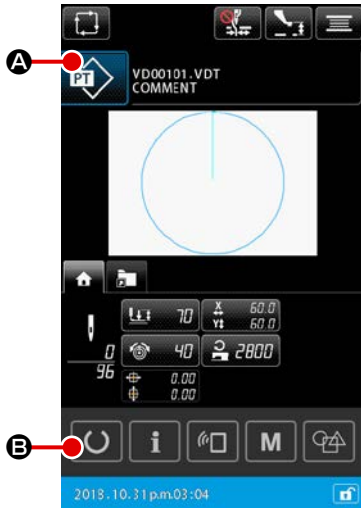 A
PT
VD00101.VDT
COMMENT
70
X 60.0
Y 60.0
0
40
2800
96
0.00
0.00
B
i
M
2018.10.31 p.m.03:04